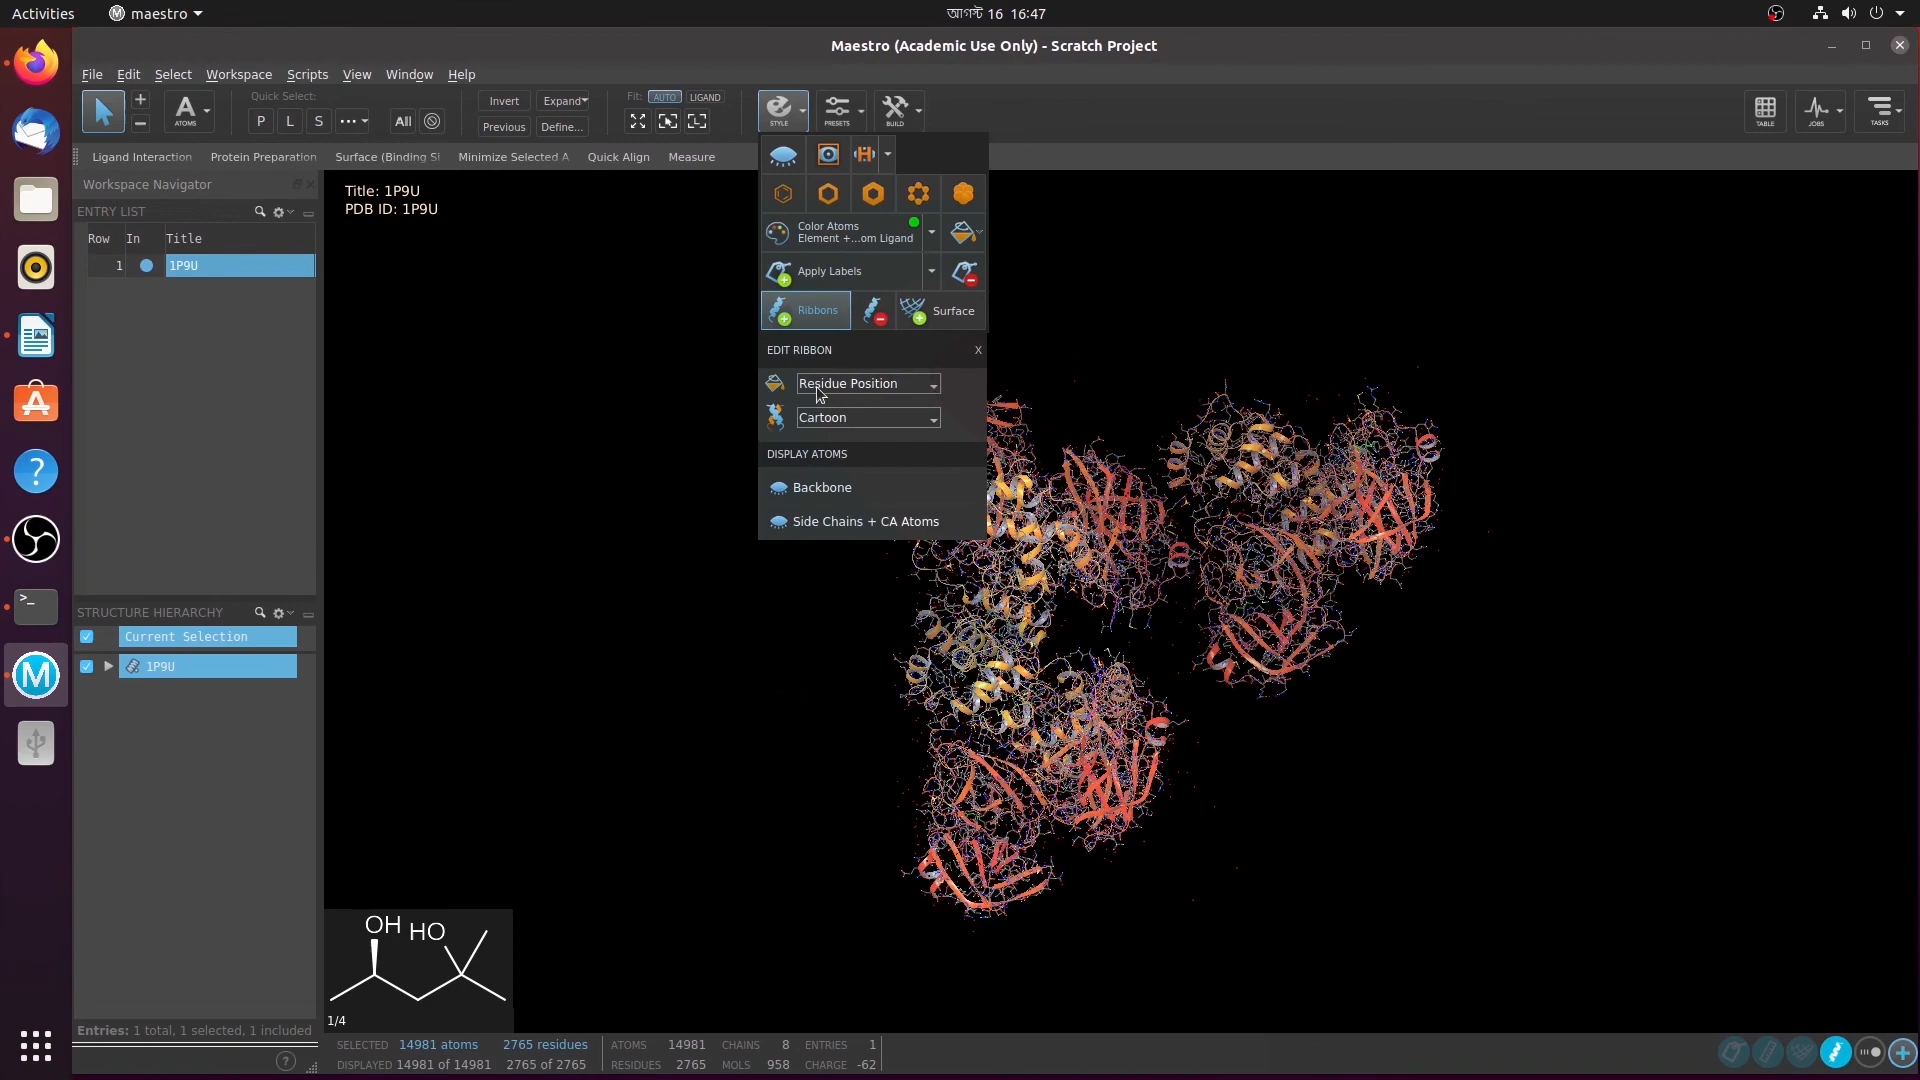 Activities
maestro
আগস্ট 16 16:47
Maestro (Academic Use Only) - Scratch Project
File Edit Select Workspace Scripts View Window Help
ATOMS
Quick Select:
P L S ... All
Invert Expand
Previous Define...
Fit: AUTO LIGAND
L
STYLE
PRESETS
BUILD
TABLE
JOBS
TASKS
Ligand Interaction Protein Preparation Surface (Binding Si Minimize Selected A Quick Align Measure
Workspace Navigator
ENTRY LIST
Row In Title
1 1P9U
STRUCTURE HIERARCHY
Current Selection
1P9U
Entries: 1 total, 1 selected, 1 included
Title: 1P9U
PDB ID: 1P9U
Color Atoms
Element +...om Ligand
Apply Labels
Ribbons
Surface
EDIT RIBBON X
Residue Position
Cartoon
DISPLAY ATOMS
Backbone
Side Chains + CA Atoms
OH HO
1/4
SELECTED 14981 atoms 2765 residues ATOMS 14981 CHAINS 8 ENTRIES 1
DISPLAYED 14981 of 14981 2765 of 2765 RESIDUES 2765 MOLS 958 CHARGE -62